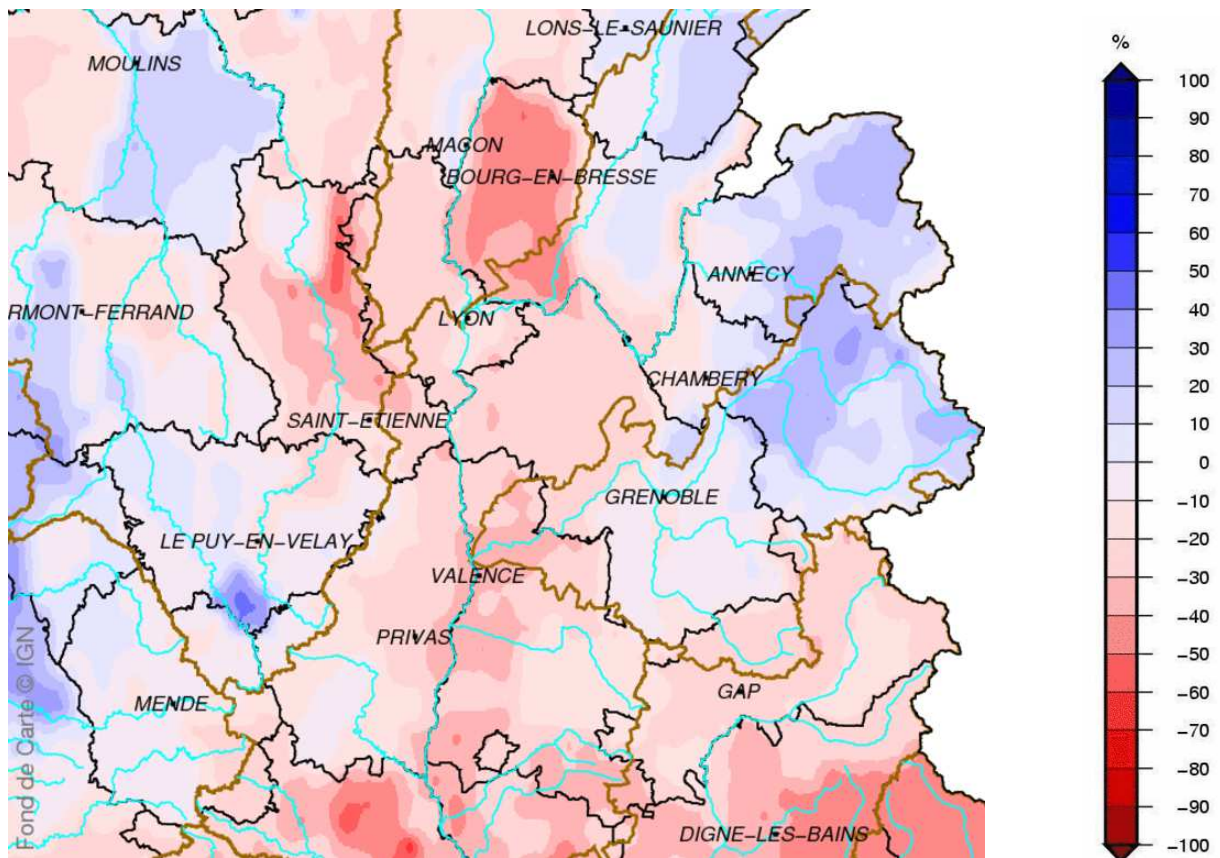 LONS-LE-SAUNIER
MOULINS
%
100
90
80
70
60
50
40
30
20
10
0
-10
-20
-30
-40
-50
-60
-70
-80
-90
-100
MACON
BOURG-EN-BRESSE
ANNECY
RMONT-FERRAND
LYON
CHAMBERY
SAINT-ETIENNE
GRENOBLE
LE PUY-EN-VELAY
VALENCE
PRIVAS
GAP
MENDE
DIGNE-LES-BAINS
Fond de Carte © IGN